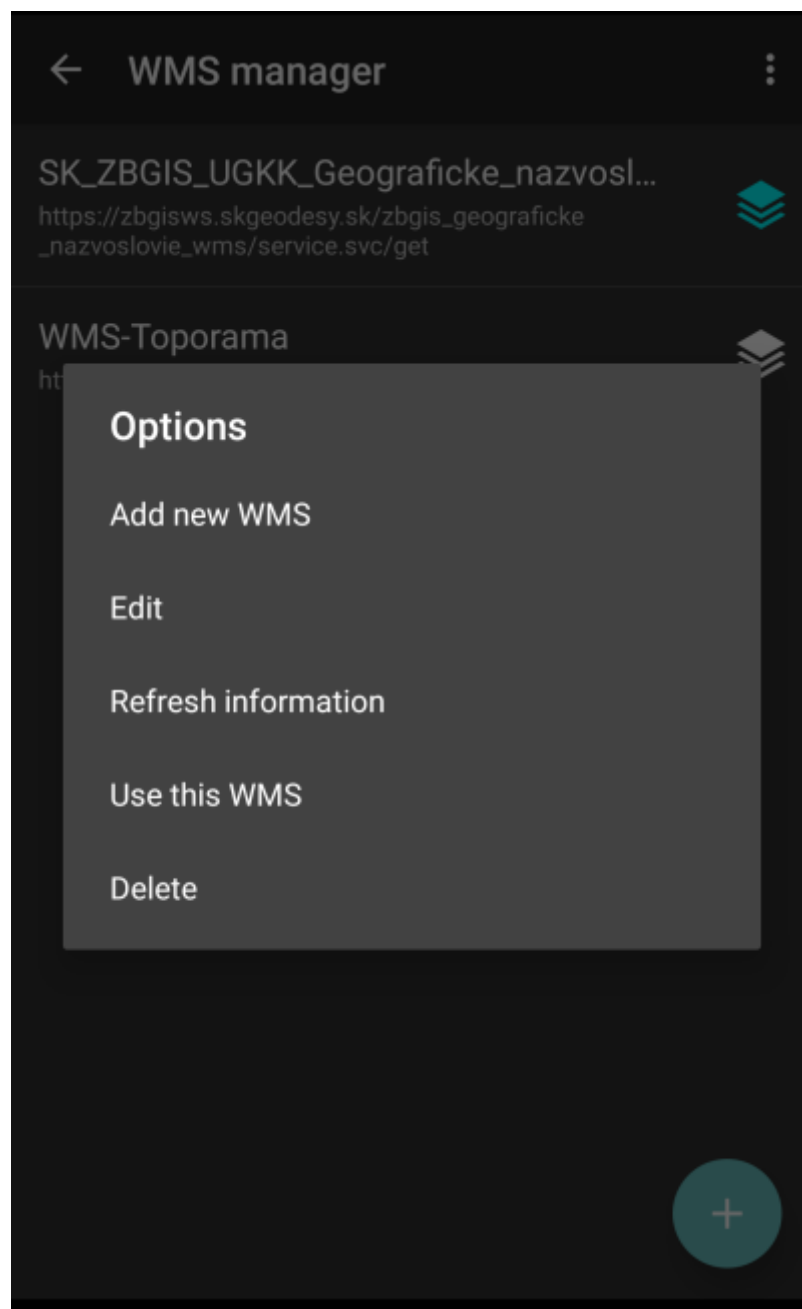 WMS manager
SK_ZBGIS_UGKK_Geograficke_nazvosl...
https://zbgisws.skgeodesy.sk/zbgis_geograficke
_nazvoslovie_wms/service.svc/get
WMS-Toporama
Options
Add new WMS
Edit
Refresh information
Use this WMS
Delete